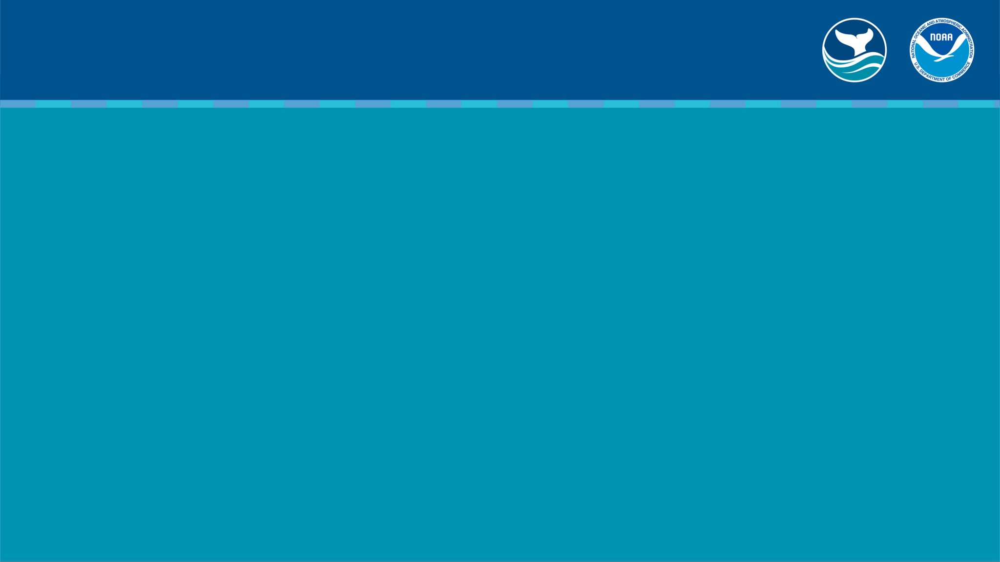 NATIONAL OCEANIC AND ATMOSPHERIC ADMINISTRATION
NOAA
U.S. DEPARTMENT OF COMMERCE